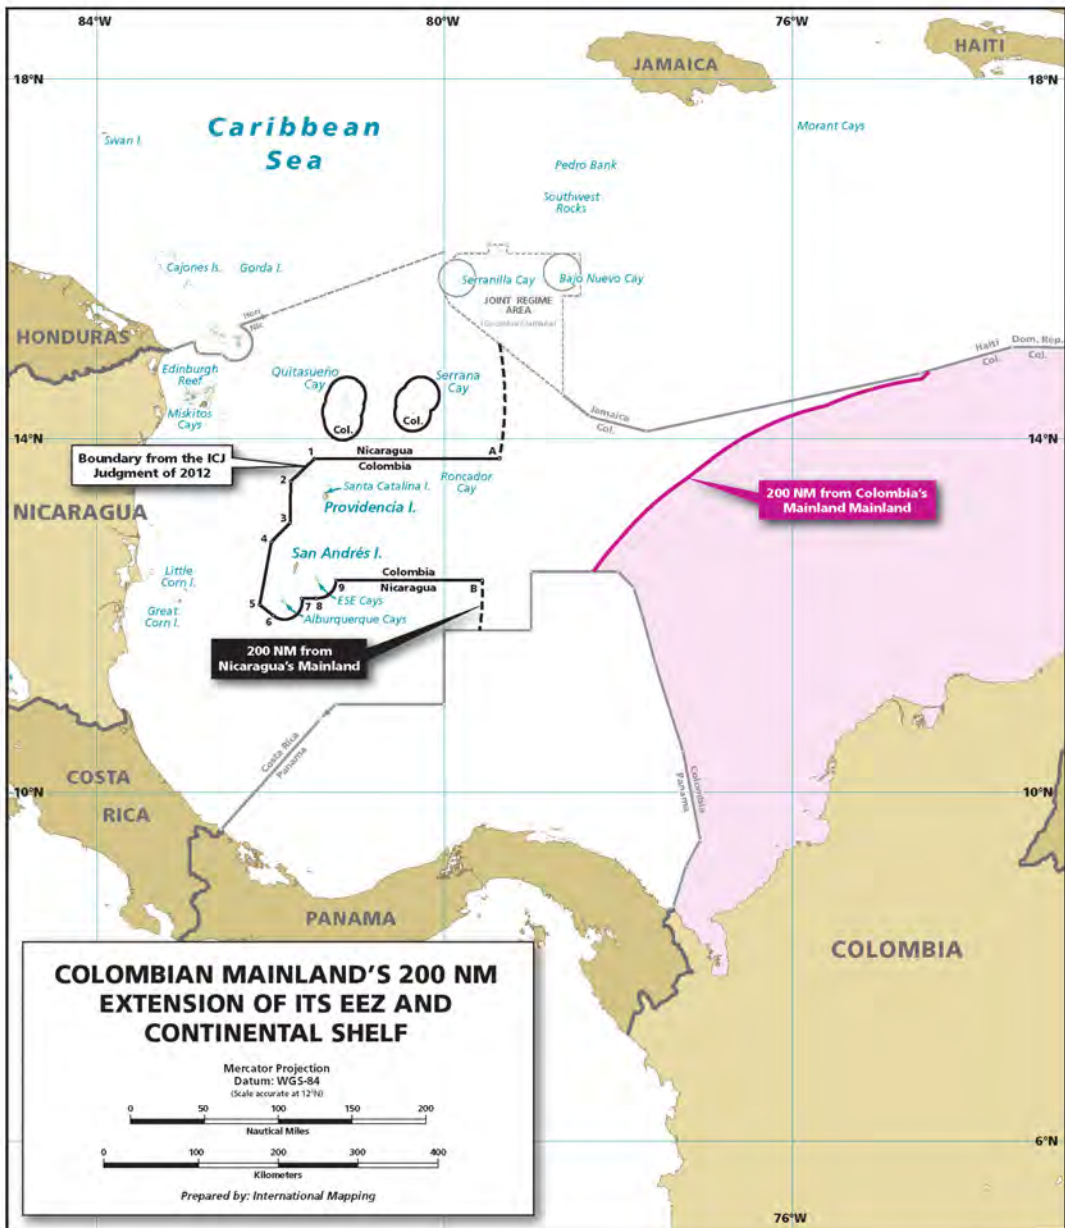 84°W
80°W
76°W
HAITI
JAMAICA
18°N
18°N
Caribbean
Sea
Swan I.
Morant Cays
Pedro Bank
Southwest
Rocks
Cajones Is.
Gorda I.
Serranilla Cay
Bajo Nuevo Cay
JOINT REGIME
AREA
(Colombia/Jamaica)
Hon.
Nic.
HONDURAS
Haiti
Col.
Dom. Rep.
Col.
Edinburgh
Reef
Quitasueño
Cay
Serrana
Cay
Miskitos
Cays
Col.
Col.
Jamaica
Col.
14°N
14°N
Boundary from the ICJ
Judgment of 2012
1
Nicaragua
A
Colombia
Roncador
Cay
2
Santa Catalina I.
Providencia I.
200 NM from Colombia's
Mainland Mainland
NICARAGUA
3
4
San Andrés I.
Little
Corn I.
Colombia
9
Nicaragua
B
ESE Cays
5
7
8
Great
Corn I.
6
Alburquerque Cays
200 NM from
Nicaragua's Mainland
Costa Rica
Panama
Colombia
Panama
COSTA
RICA
10°N
10°N
PANAMA
COLOMBIA
COLOMBIAN MAINLAND'S 200 NM
EXTENSION OF ITS EEZ AND
CONTINENTAL SHELF
Mercator Projection
Datum: WGS-84
(Scale accurate at 12°N)
0 50 100 150 200
Nautical Miles
0 100 200 300 400
Kilometers
Prepared by: International Mapping
6°N
76°W